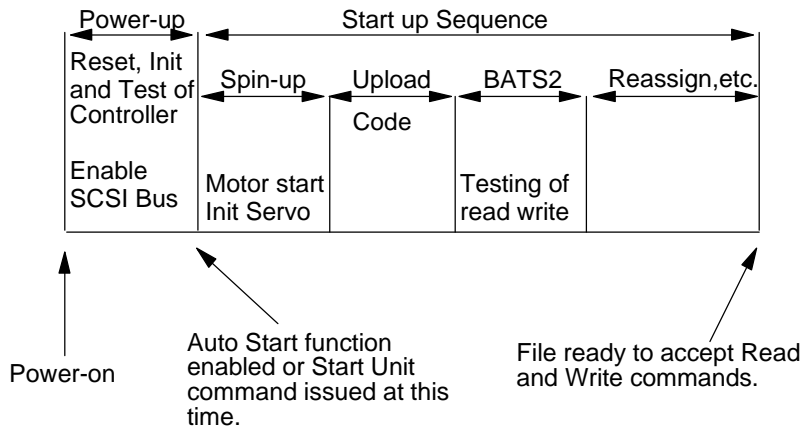 Power-up
Start up Sequence
Reset, Init
and Test of
Controller
Enable
SCSI Bus
Spin-up
Motor start
Init Servo
Upload
Code
BATS2
Testing of
read write
Reassign,etc.
Power-on
Auto Start function
enabled or Start Unit
command issued at this
time.
File ready to accept Read
and Write commands.